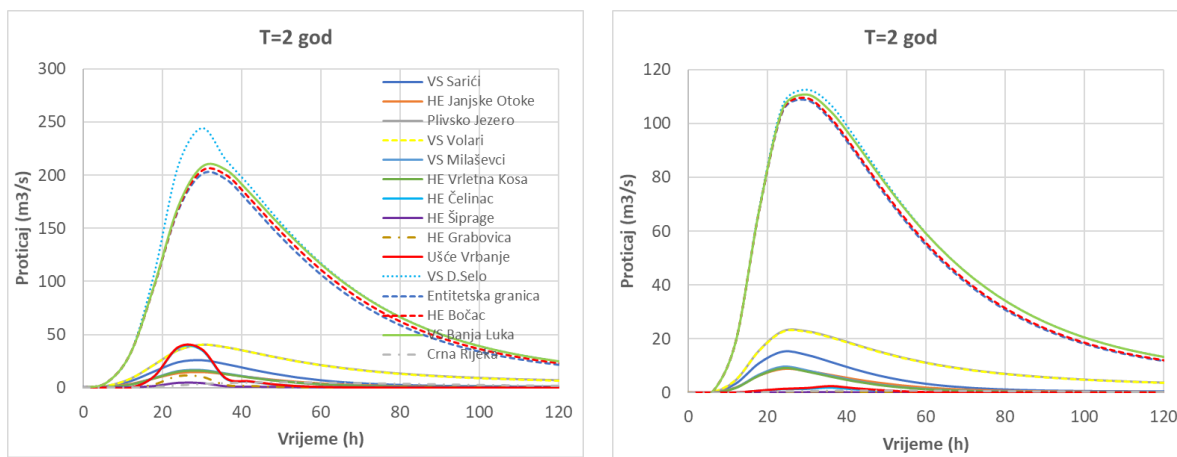 T=2 god
300
250
200
150
100
50
0
Proticaj (m3/s)
0 20 40 60 80 100 120
Vrijeme (h)
VS Sarići
HE Janjske Otoke
Plivsko Jezero
VS Volari
VS Milaševci
HE Vrletna Kosa
HE Čelinac
HE Šiprage
HE Grabovica
Ušće Vrbanje
VS D.Selo
Entitetska granica
HE Bočac
VS Banja Luka
Crna Rijeka
T=2 god
120
100
80
60
40
20
0
Proticaj (m3/s)
0 20 40 60 80 100 120
Vrijeme (h)